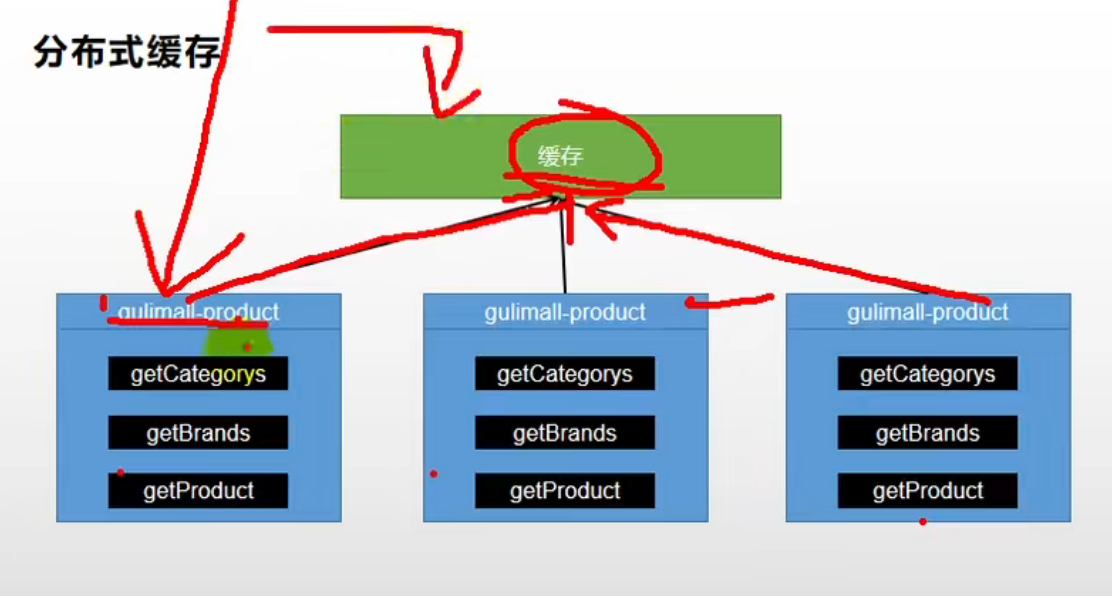 分布式缓存
缓存
gulimall-product
getCategorys
getBrands
getProduct
gulimall-product
getCategorys
getBrands
getProduct
gulimall-product
getCategorys
getBrands
getProduct